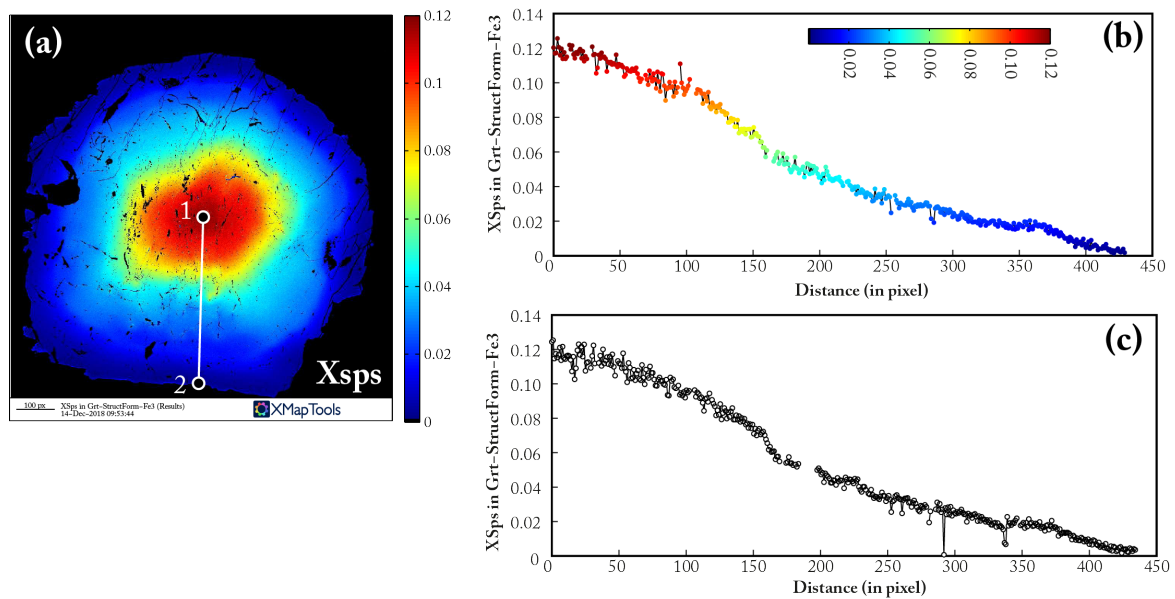 (a)
1
2
Xsps
100 px
XSps in Grt-StructForm-Fe3 (Results)
14-Dec-2018 09:53:44
XMapTools
0.12
0.10
0.08
0.06
0.04
0.02
0
(b)
0.14
0.12
0.10
0.08
0.06
0.04
0.02
0
XSps in Grt-StructForm-Fe3
0.02
0.04
0.06
0.08
0.10
0.12
0 50 100 150 200 250 300 350 400 450
Distance (in pixel)
(c)
0.14
0.12
0.10
0.08
0.06
0.04
0.02
0
XSps in Grt-StructForm-Fe3
0 50 100 150 200 250 300 350 400 450
Distance (in pixel)